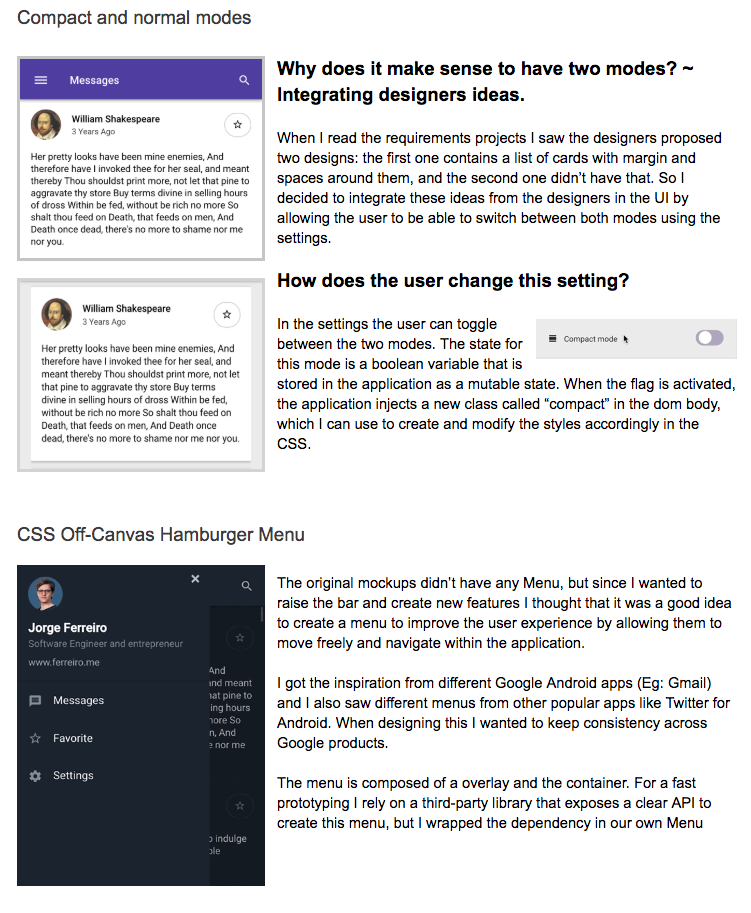 Compact and normal modes
Messages
William Shakespeare
3 Years Ago
Her pretty looks have been mine enemies, And
therefore have I invoked thee for her seal, and meant
thereby Thou shouldst print more, not let that pine to
aggravate thy store Buy terms divine in selling hours
of dross Within be fed, without be rich no more So
shalt thou feed on Death, that feeds on men, And
Death once dead, there's no more to shame nor me
nor you.
Why does it make sense to have two modes? ~
Integrating designers ideas.
When I read the requirements projects I saw the designers proposed
two designs: the first one contains a list of cards with margin and
spaces around them, and the second one didn't have that. So I
decided to integrate these ideas from the designers in the UI by
allowing the user to be able to switch between both modes using the
settings.
William Shakespeare
3 Years Ago
Her pretty looks have been mine enemies, And
therefore have I invoked thee for her seal, and
meant thereby Thou shouldst print more, not let
that pine to aggravate thy store Buy terms
divine in selling hours of dross Within be fed,
without be rich no more So shalt thou feed on
Death, that feeds on men, And Death once
dead, there's no more to shame nor me nor you.
How does the user change this setting?
In the settings the user can toggle
between the two modes. The state for
this mode is a boolean variable that is
stored in the application as a mutable state. When the flag is activated,
the application injects a new class called “compact” in the dom body,
which I can use to create and modify the styles accordingly in the
CSS.
Compact mode
CSS Off-Canvas Hamburger Menu
Jorge Ferreiro
Software Engineer and entrepreneur
www.ferreiro.me
Messages
Favorite
Settings
And
nd meant
hat pine to
ing hours
more So
n, And
e nor me
o indulge
ble
The original mockups didn't have any Menu, but since I wanted to
raise the bar and create new features I thought that it was a good idea
to create a menu to improve the user experience by allowing them to
move freely and navigate within the application.
I got the inspiration from different Google Android apps (Eg: Gmail)
and I also saw different menus from other popular apps like Twitter for
Android. When designing this I wanted to keep consistency across
Google products.
The menu is composed of a overlay and the container. For a fast
prototyping I rely on a third-party library that exposes a clear API to
create this menu, but I wrapped the dependency in our own Menu